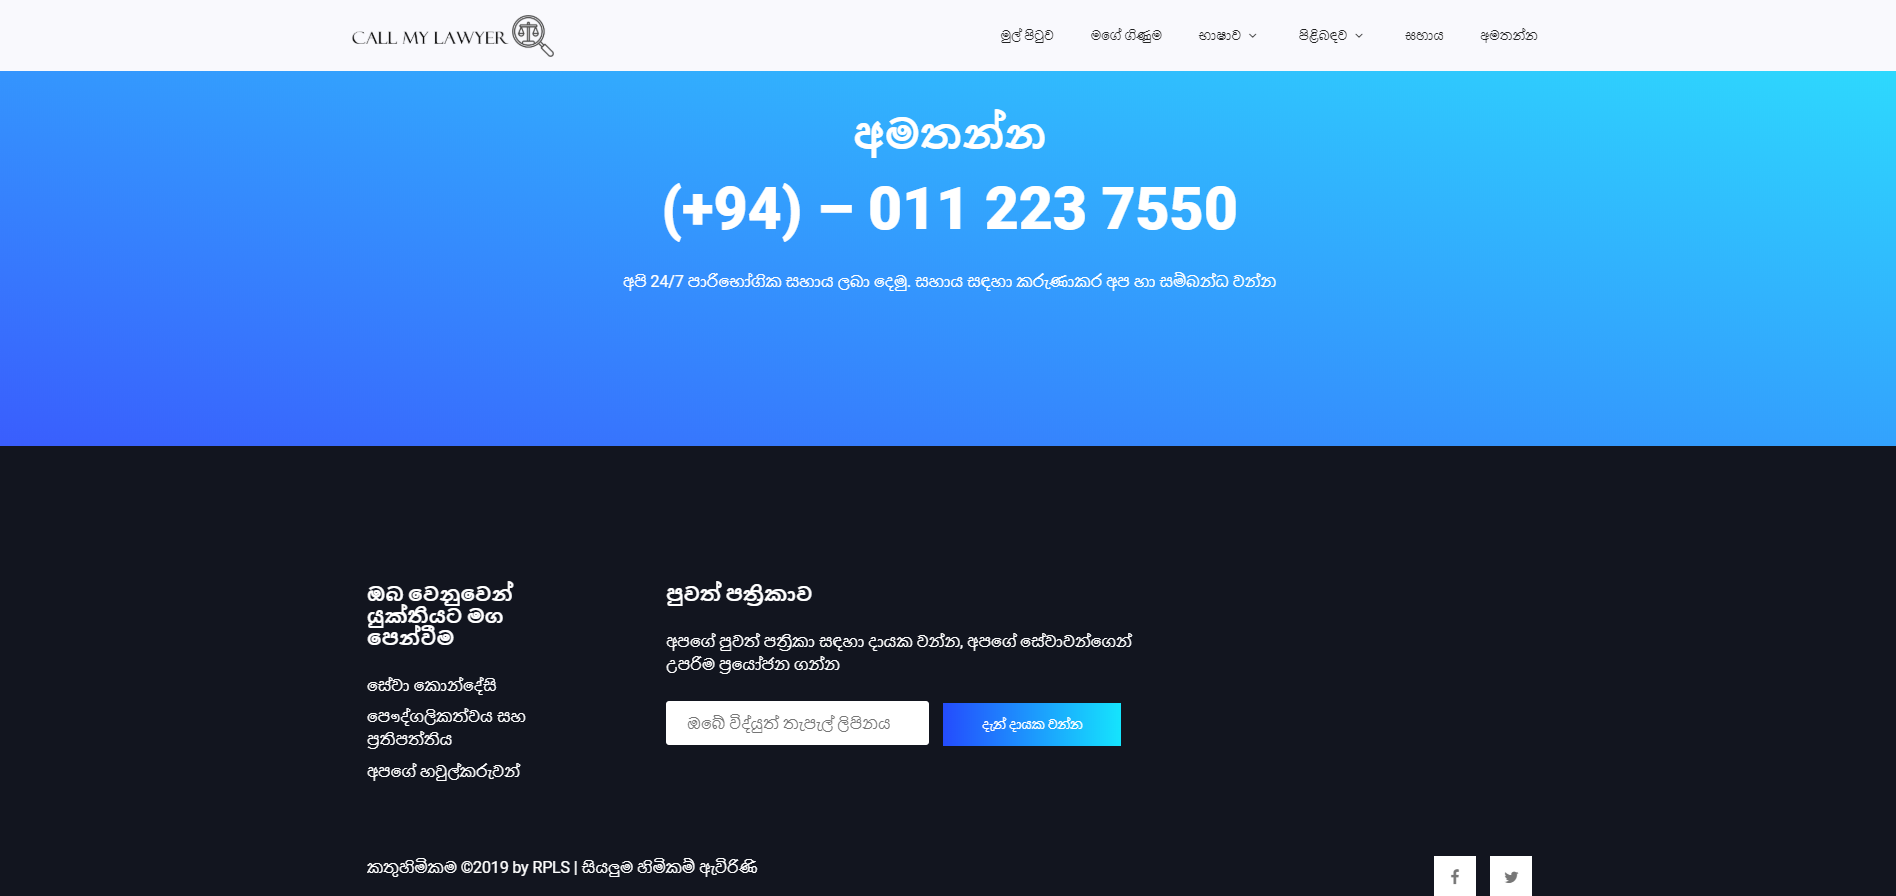 CALL MY LAWYER
මුල් පිටුව
මගේ ගිණුම
භාෂාව
පිළිබඳව
සහාය
අමතන්න
අමතන්න
(+94) – 011 223 7550
අපි 24/7 පාරිභෝගික සහාය ලබා දෙමු. සහාය සඳහා කරුණාකර අප හා සම්බන්ධ වන්න
ඔබ වෙනුවෙන්
යුක්තියට මග
පෙන්වීම
සේවා කොන්දේසි
පෞද්ගලිකත්වය සහ
ප්‍රතිපත්තිය
අපගේ හවුල්කරුවන්
පුවත් පත්‍රිකාව
අපගේ පුවත් පත්‍රිකා සඳහා දායක වන්න, අපගේ සේවාවන්ගෙන්
උපරිම ප්‍රයෝජන ගන්න
ඔබේ විද්යුත් තැපැල් ලිපිනය
දැන් දායක වන්න
කතුහිමිකම ©2019 by RPLS | සියලුම හිමිකම් ඇවිරිණි